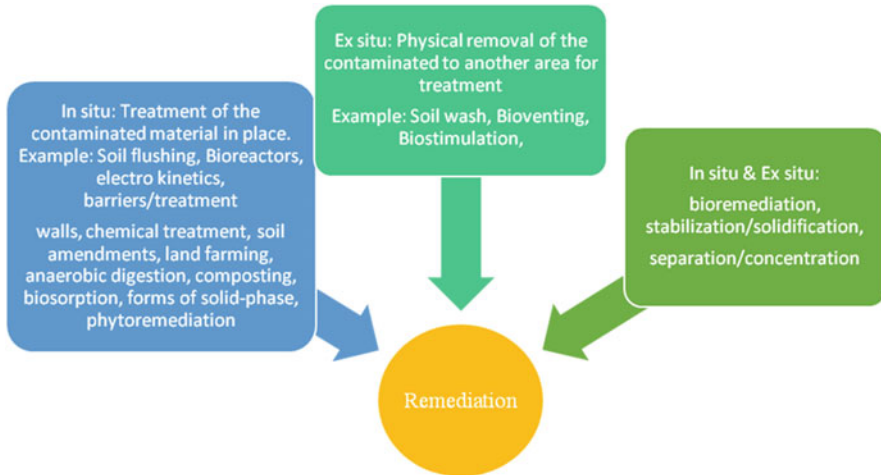 In situ: Treatment of the
contaminated material in place.
Example: Soil flushing, Bioreactors,
electro kinetics,
barriers/treatment
walls, chemical treatment, soil
amendments, land farming,
anaerobic digestion, composting,
biosorption, forms of solid-phase,
phytoremediation
Ex situ: Physical removal of the
contaminated to another area for
treatment
Example: Soil wash, Bioventing,
Biostimulation,
In situ & Ex situ:
bioremediation,
stabilization/solidification,
separation/concentration
Remediation